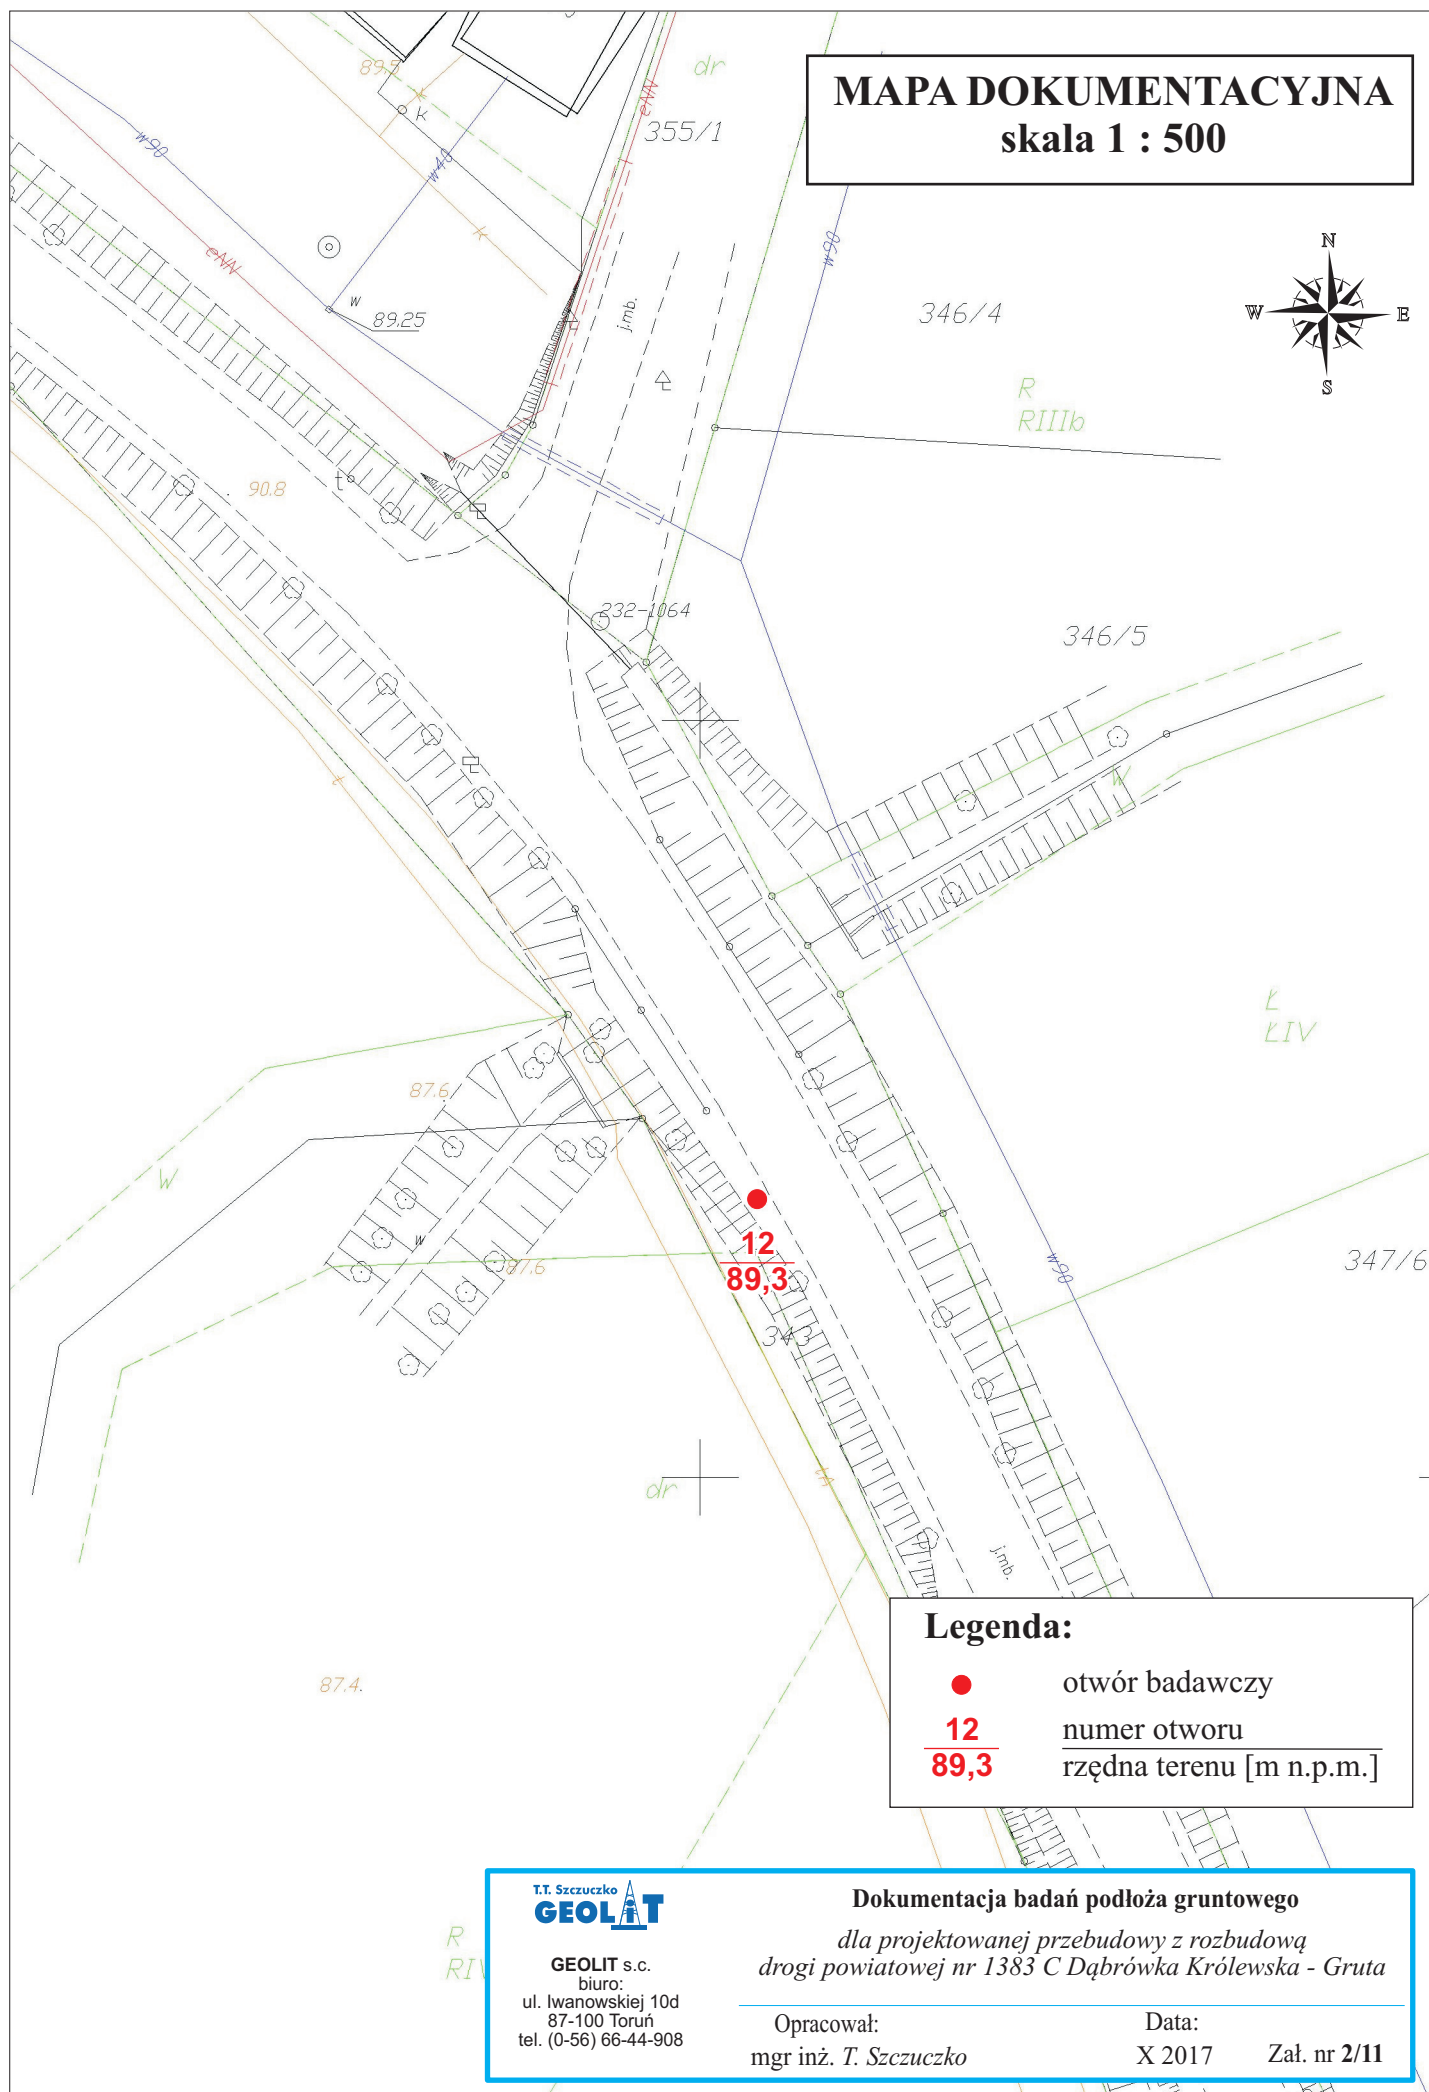 MAPA DOKUMENTACYJNA
skala 1 : 500
89.5
k
k
dr
eNN
355/1
w90
w40
eNN
w
89.25
j.mb.
w90
346/4
N
W
E
S
R
RIIIb
90.8
t
232-1064
346/5
t
W
Ł
ŁIV
87.6
W
w
87.6
12
89,3
343
w90
347/6
dr
tA
j.mb.
87.4.
Legenda:
otwór badawczy
12
numer otworu
89,3
rzędna terenu [m n.p.m.]
R
T.T. Szczuczko
GEOLIT
GEOLIT s.c.
biuro:
ul. Iwanowskiej 10d
87-100 Toruń
tel. (0-56) 66-44-908
Dokumentacja badań podłoża gruntowego
dla projektowanej przebudowy z rozbudową
drogi powiatowej nr 1383 C Dąbrówka Królewska - Gruta
Opracował:
mgr inż. T. Szczuczko
Data:
X 2017
Zał. nr 2/11